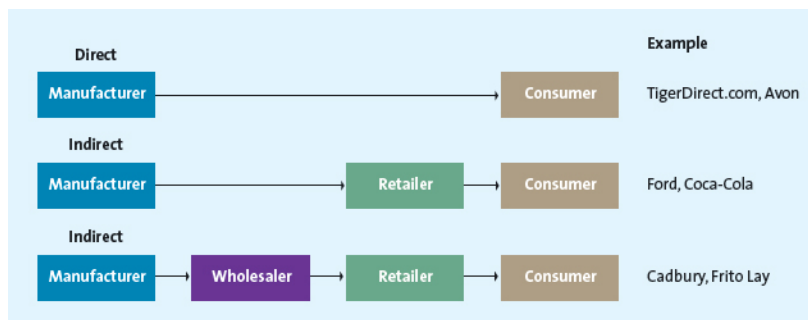 Example
Direct
Manufacturer Consumer TigerDirect.com, Avon
Indirect
Manufacturer Retailer Consumer Ford, Coca-Cola
Indirect
Manufacturer Wholesaler Retailer Consumer Cadbury, Frito Lay